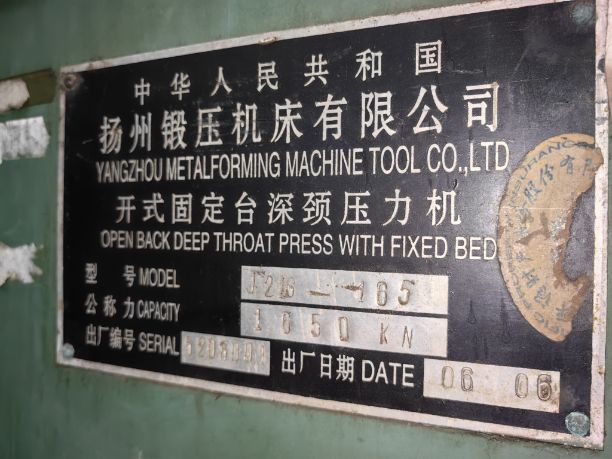 中华人民共和国
扬州锻压机床有限公司
YANGZHOU METALFORMING MACHINE TOOL CO.,LTD
开式固定台深颈压力机
OPEN BACK DEEP THROAT PRESS WITH FIXED BED
型 号 MODEL
公称力 CAPACITY 1650 KN
出厂编号 SERIAL 出厂日期 DATE 06 06